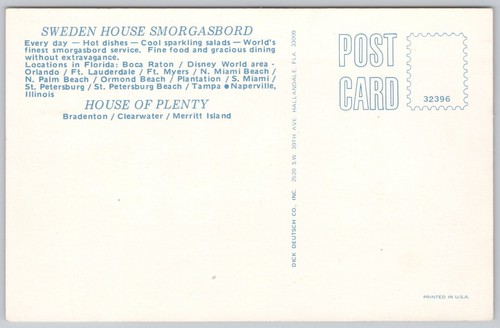 SWEDEN HOUSE SMORGASBORD
Every day — Hot dishes — Cool sparkling salads — World's
finest smorgasbord service. Fine food and gracious dining
without extravagance.
Locations in Florida: Boca Raton / Disney World area -
Orlando / Ft. Lauderdale / Ft. Myers / N. Miami Beach /
N. Palm Beach / Ormond Beach / Plantation / S. Miami /
St. Petersburg / St. Petersburg Beach / Tampa ● Naperville,
Illinois
HOUSE OF PLENTY
Bradenton / Clearwater / Merritt Island
DICK DEUTSCH CO., INC. 2520 S.W. 30TH AVE. HALLANDALE, FLA. 33009
POST
CARD
32396
PRINTED IN U.S.A.